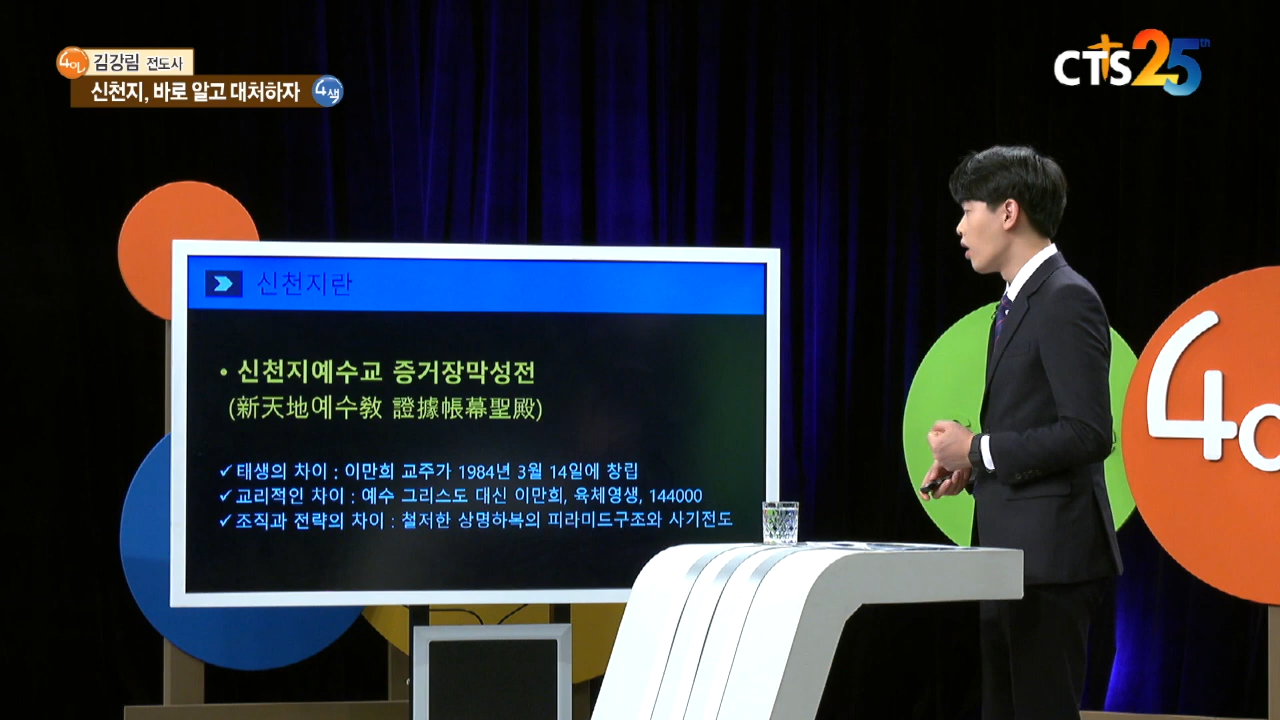 4인 김강림 전도사
신천지, 바로 알고 대처하자 4색
CTS25th
신천지란
• 신천지예수교 증거장막성전
(新天地예수敎 證據帳幕聖殿)
✓ 태생의 차이 : 이만희 교주가 1984년 3월 14일에 창립
✓ 교리적인 차이 : 예수 그리스도 대신 이만희, 육체영생, 144000
✓ 조직과 전략의 차이 : 철저한 상명하복의 피라미드구조와 사기전도